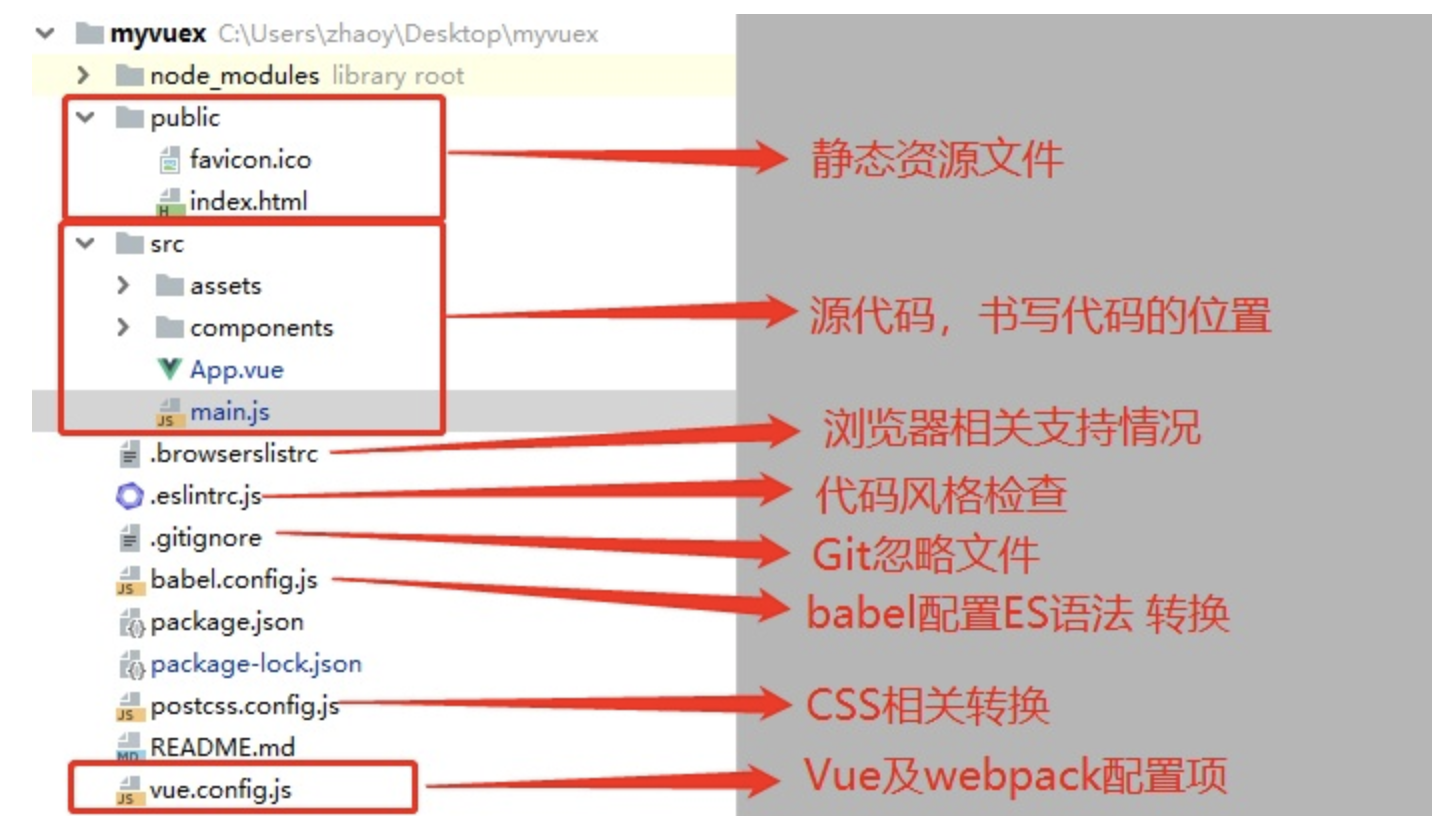 myvuex C:\Users\zhaoy\Desktop\myvuex
node_modules library root
public
favicon.ico
静态资源文件
index.html
src
assets
源代码，书写代码的位置
components
App.vue
main.js
浏览器相关支持情况
.browserslistrc
.eslintrc.js
代码风格检查
.gitignore
Git忽略文件
babel.config.js
babel配置ES语法 转换
package.json
package-lock.json
postcss.config.js
CSS相关转换
README.md
vue.config.js
Vue及webpack配置项